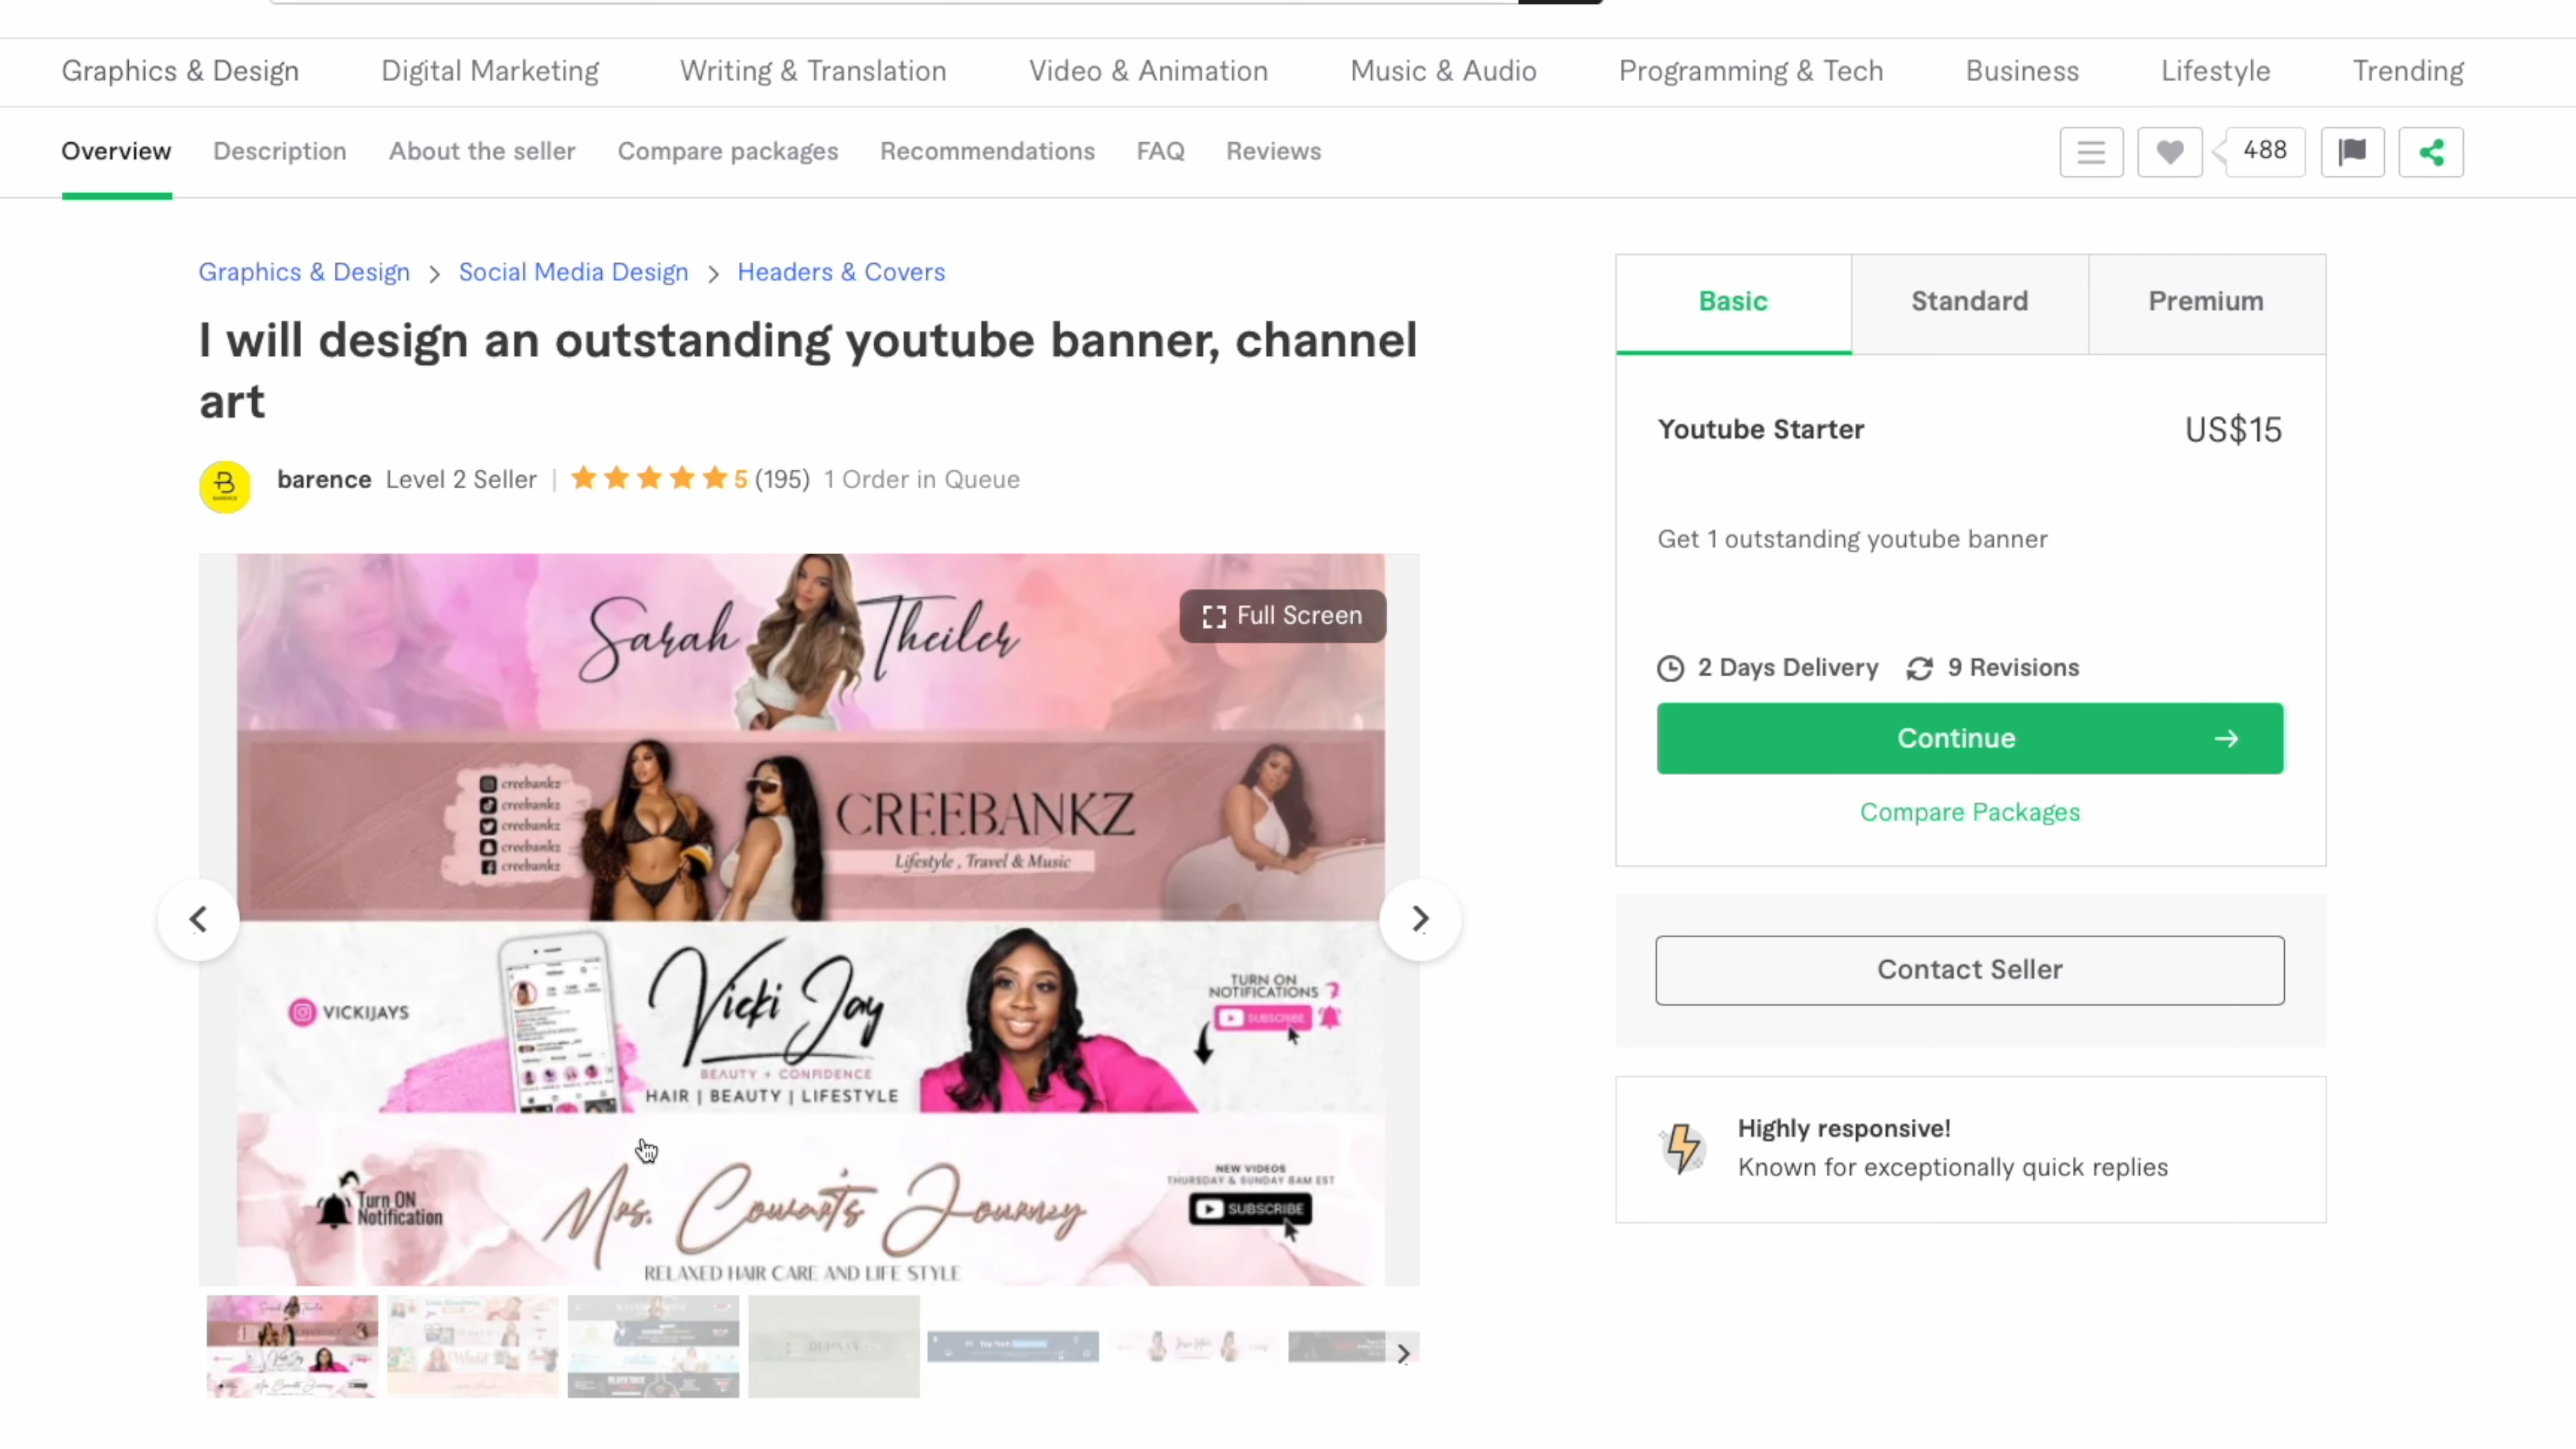 Graphics & Design Digital Marketing Writing & Translation Video & Animation Music & Audio Programming & Tech Business Lifestyle Trending
Overview Description About the seller Compare packages Recommendations FAQ Reviews 488
Graphics & Design > Social Media Design > Headers & Covers
I will design an outstanding youtube banner, channel
art
barence Level 2 Seller | 5 (195) 1 Order in Queue
Full Screen
Sarah Theiler
creebankz
creebankz
creebankz
creebankz
creebankz
CREEBANKZ
Lifestyle , Travel & Music
VICKIJAYS
Vicki Jay
BEAUTY + CONFIDENCE
HAIR | BEAUTY | LIFESTYLE
TURN ON
NOTIFICATIONS
SUBSCRIBE
Turn ON
Notification
Mrs. Cowart's Journey
RELAXED HAIR CARE AND LIFE STYLE
NEW VIDEOS
THURSDAY & SUNDAY 8AM EST
SUBSCRIBE
Basic Standard Premium
Youtube Starter US$15
Get 1 outstanding youtube banner
2 Days Delivery 9 Revisions
Continue
Compare Packages
Contact Seller
Highly responsive!
Known for exceptionally quick replies